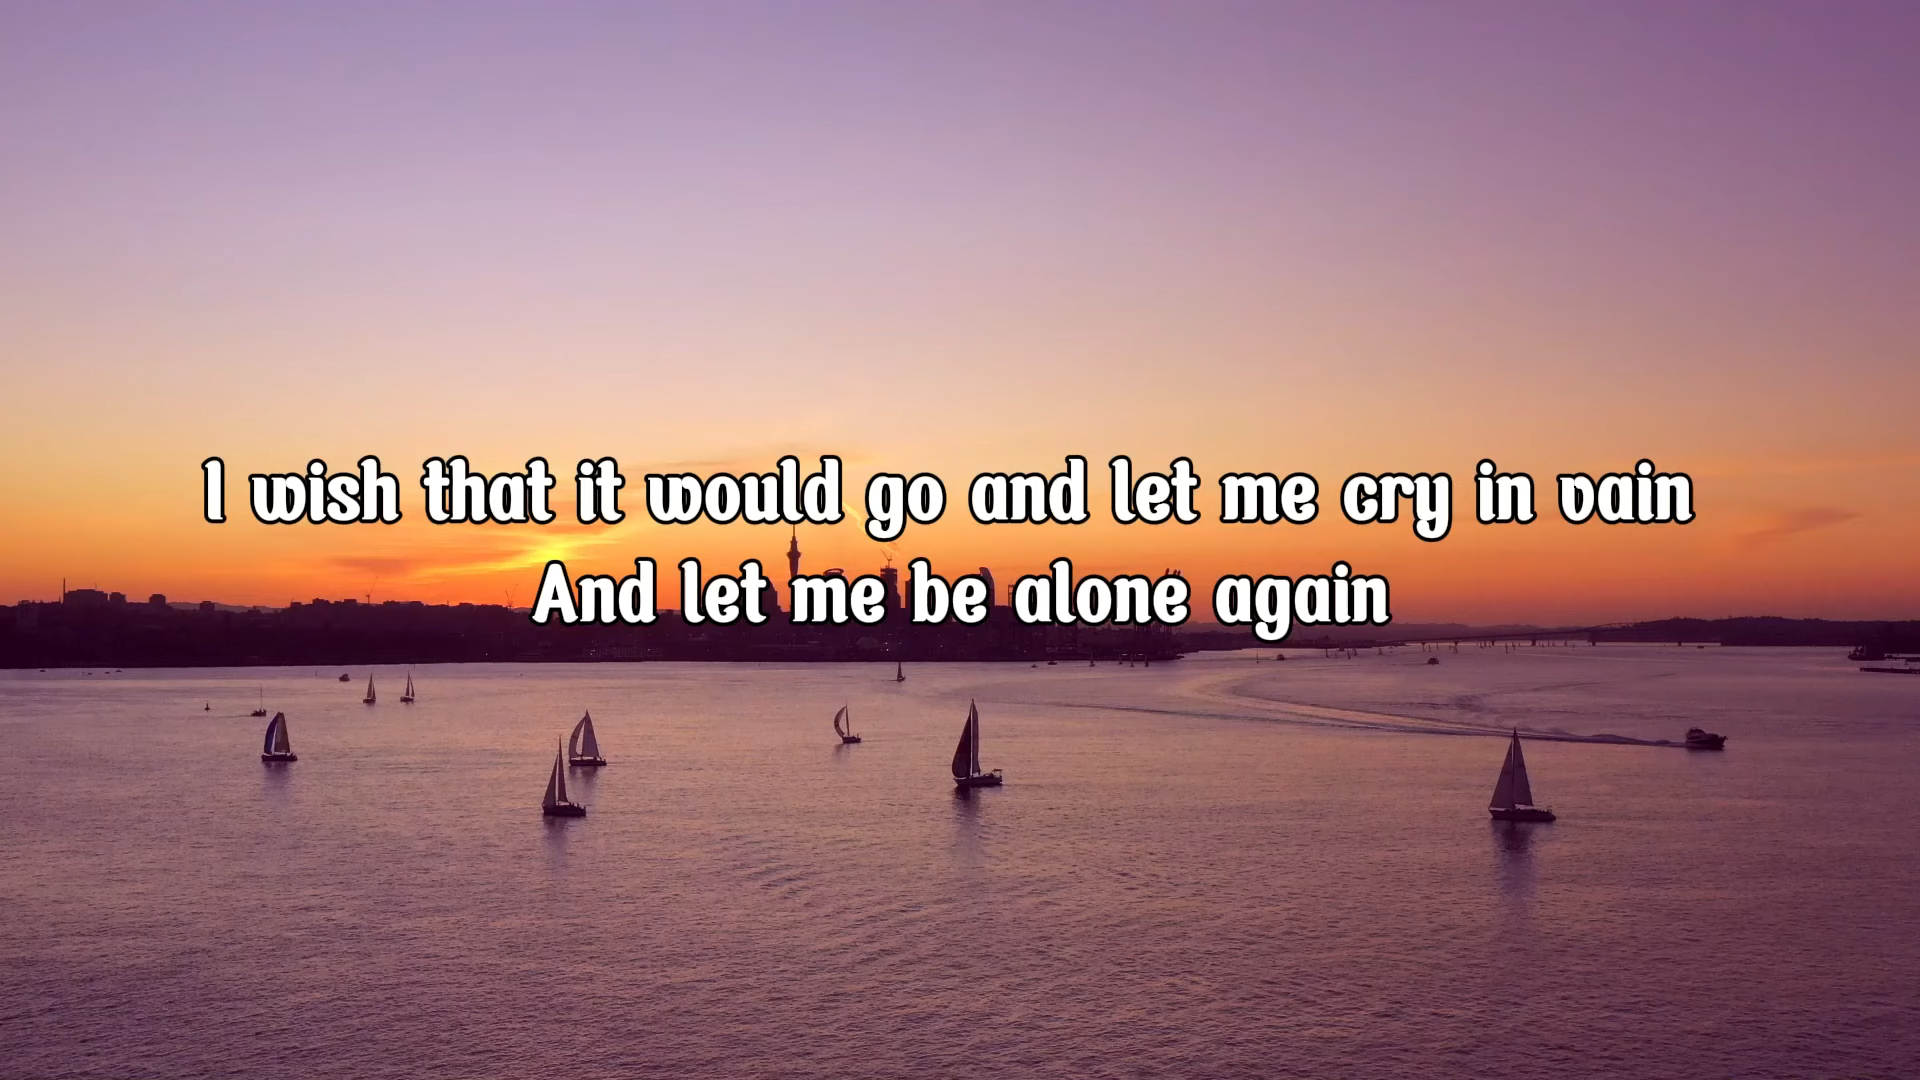 I wish that it would go and let me cry in vain
And let me be alone again